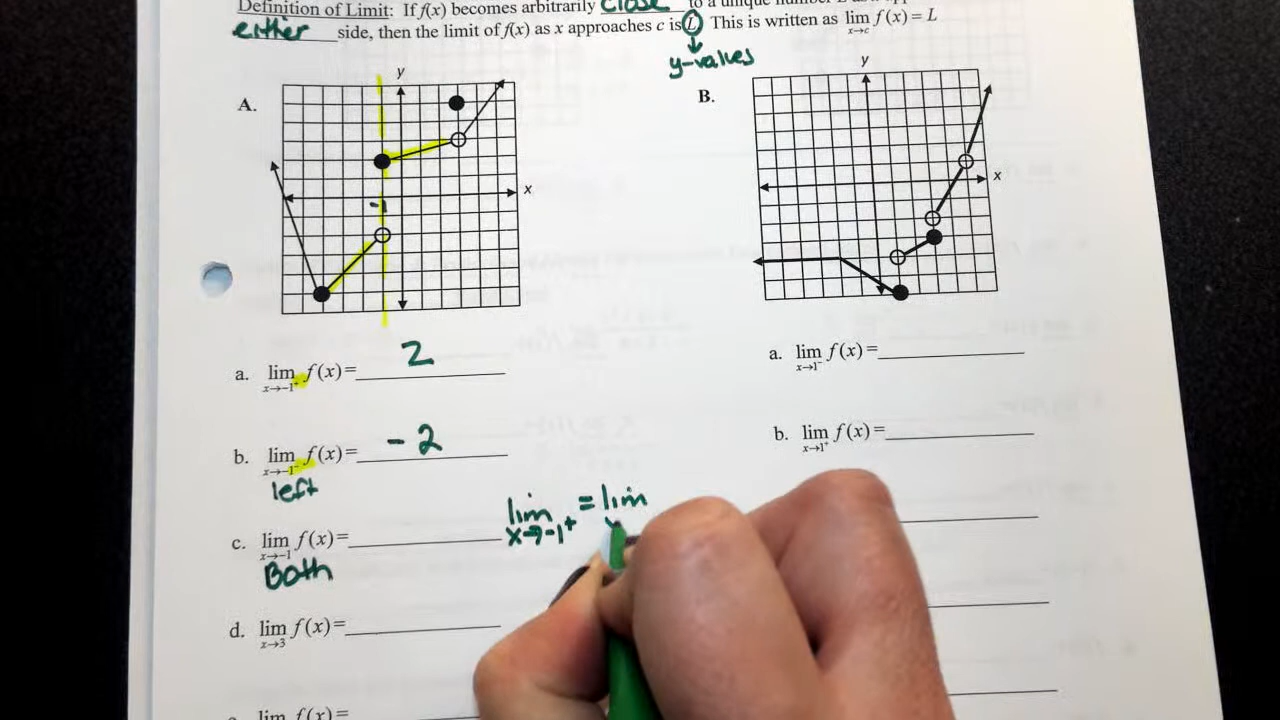 Definition of Limit: If f(x) becomes arbitrarily close to a unique number L as x app
either side, then the limit of f(x) as x approaches c is L. This is written as lim f(x) = L
x→c
y-values
A.
y
x
-1
B.
y
x
a. lim f(x) = 2
x→-1⁺
a. lim f(x) =
x→1⁻
b. lim f(x) = -2
x→-1⁻
left
b. lim f(x) =
x→1⁺
c. lim f(x) =
x→-1
Both
lim = lim
x→-1⁺
d. lim f(x) =
x→3
lim f(x) =